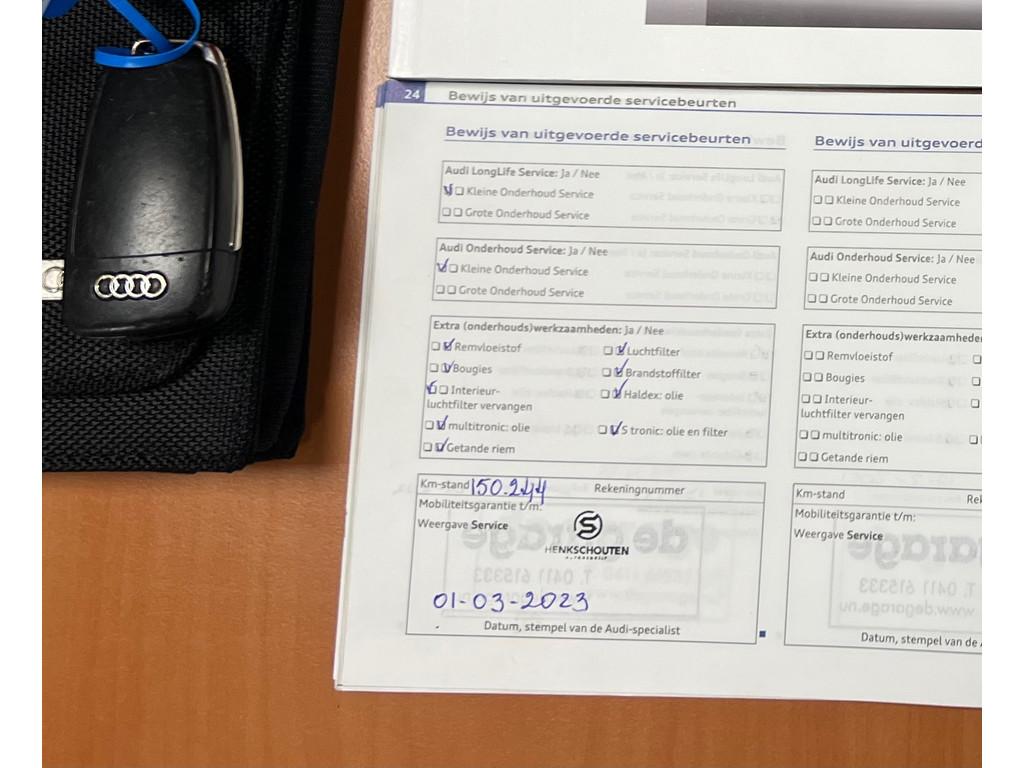 24 Bewijs van uitgevoerde servicebeurten
Bewijs van uitgevoerde servicebeurten
Audi LongLife Service: Ja / Nee
Kleine Onderhoud Service
Grote Onderhoud Service
Audi Onderhoud Service: Ja / Nee
Kleine Onderhoud Service
Grote Onderhoud Service
Extra (onderhouds)werkzaamheden: Ja / Nee
Remvloeistof Luchtfilter
Bougies Brandstoffilter
Interieur- Haldex: olie
luchtfilter vervangen
multitronic: olie S tronic: olie en filter
Getande riem
Km-stand 150.244 Rekeningnummer
Mobiliteitsgarantie t/m:
Weergave Service
HENKSCHOUTEN
01-03-2023
Datum, stempel van de Audi-specialist
Bewijs van uitgevoerd
Audi LongLife Service: Ja / Nee
Kleine Onderhoud Service
Grote Onderhoud Service
Audi Onderhoud Service: Ja / Nee
Kleine Onderhoud Service
Grote Onderhoud Service
Extra (onderhouds)werkzaamheden
Remvloeistof
Bougies
Interieur-
luchtfilter vervangen
multitronic: olie
Getande riem
Km-stand Rek
Mobiliteitsgarantie t/m:
Weergave Service
Datum, stempel van de